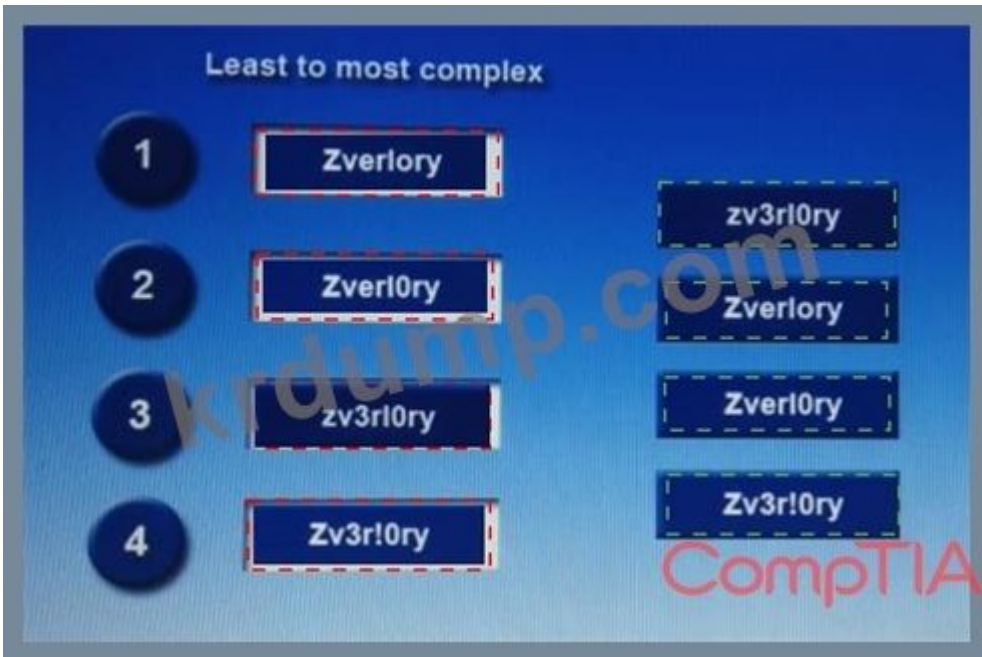 Least to most complex
1
Zverlory
zv3rl0ry
2
Zverl0ry
Zverlory
3
zv3rl0ry
Zverl0ry
4
Zv3r!0ry
Zv3r!0ry
krdump.com
CompTIA